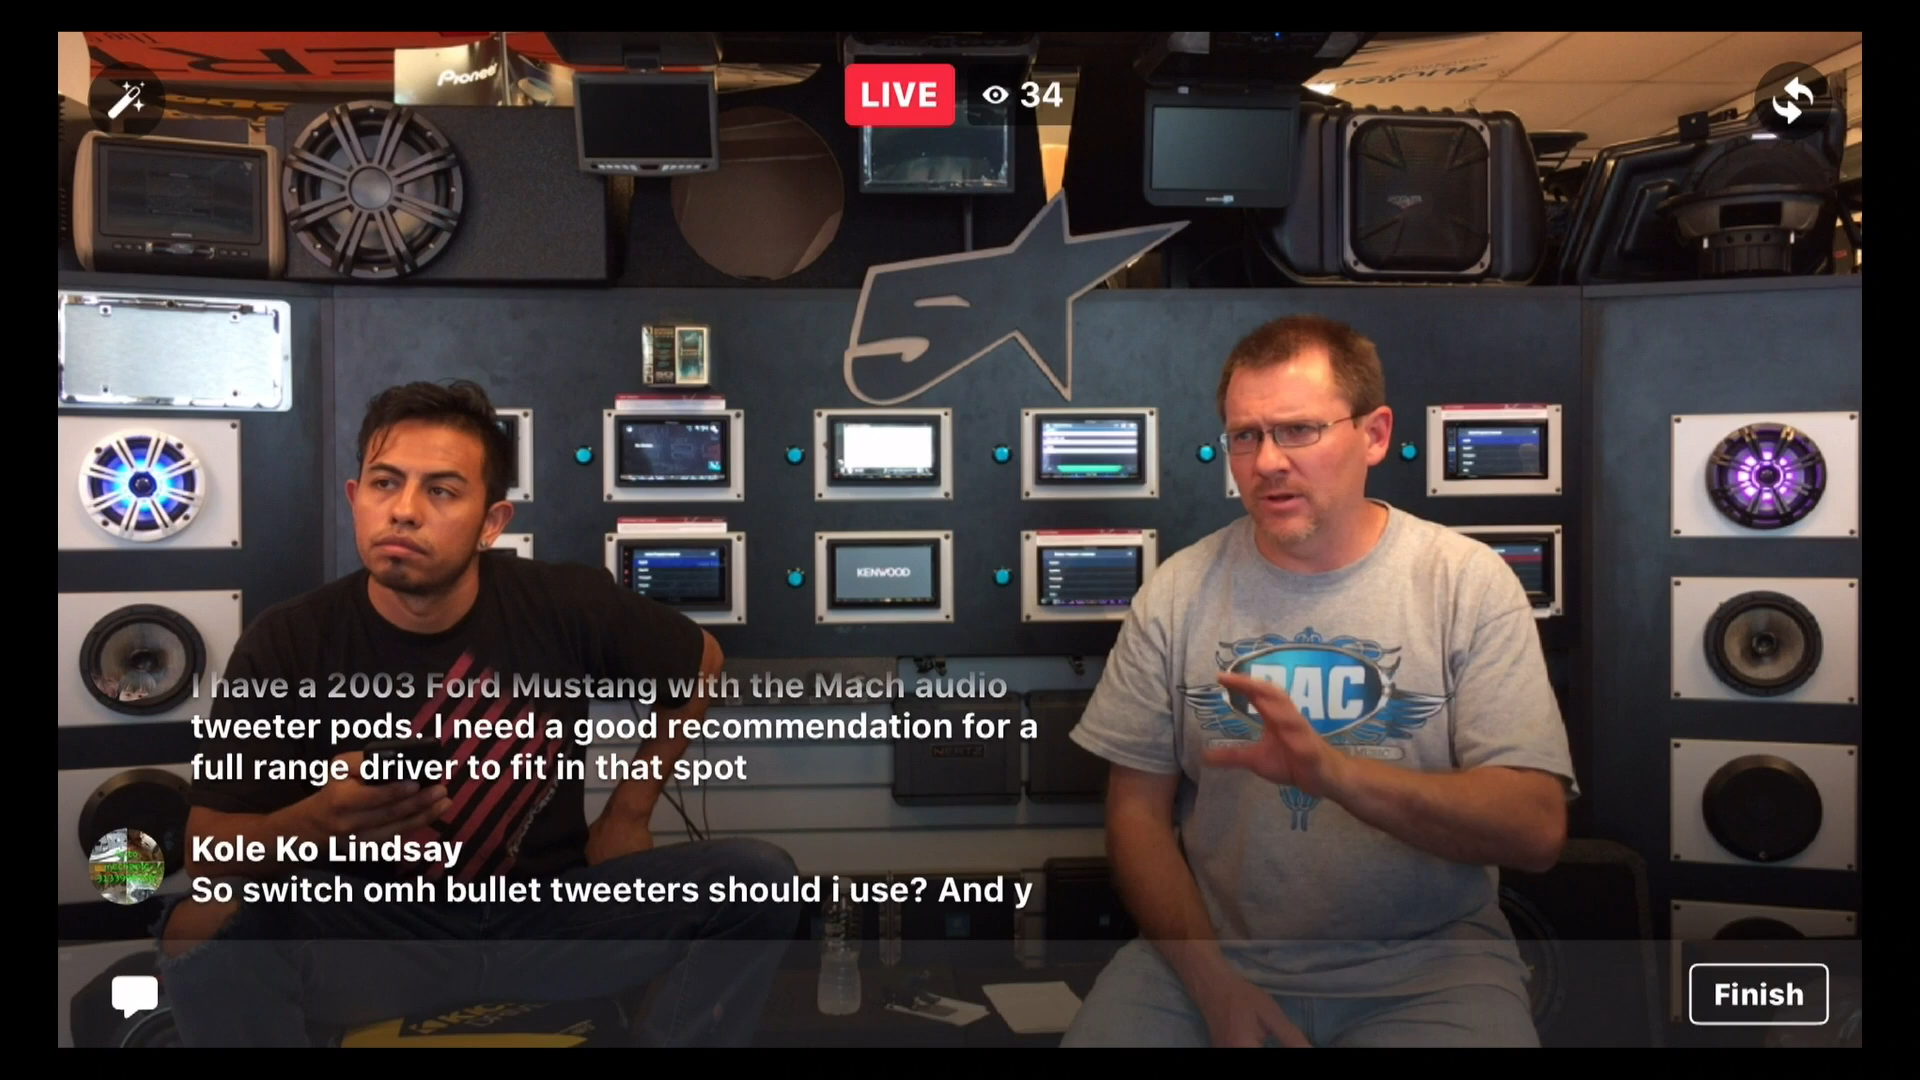 Pioneer
LIVE
34
KENWOOD
PAC
HERTZ
I have a 2003 Ford Mustang with the Mach audio
tweeter pods. I need a good recommendation for a
full range driver to fit in that spot
Kole Ko Lindsay
So switch omh bullet tweeters should i use? And y
Finish